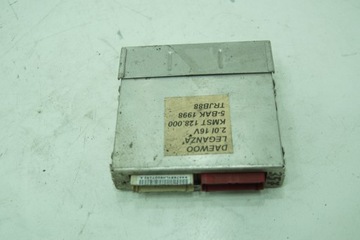 DAEWOO
LEGANZA'
2.0I 16V
5-BAK 1998
KMST 128.000
TRJB88